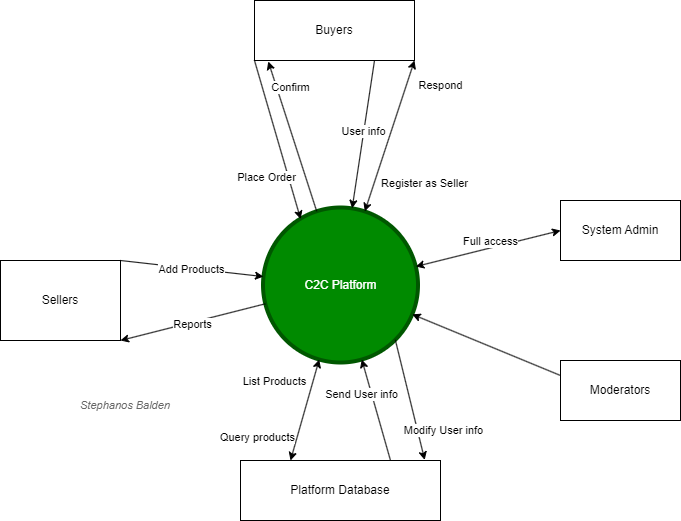 Buyers
Confirm
Respond
User info
Place Order
Register as Seller
System Admin
Full access
Add Products
C2C Platform
Sellers
Reports
List Products
Send User info
Moderators
Stephanos Balden
Query products
Modify User info
Platform Database